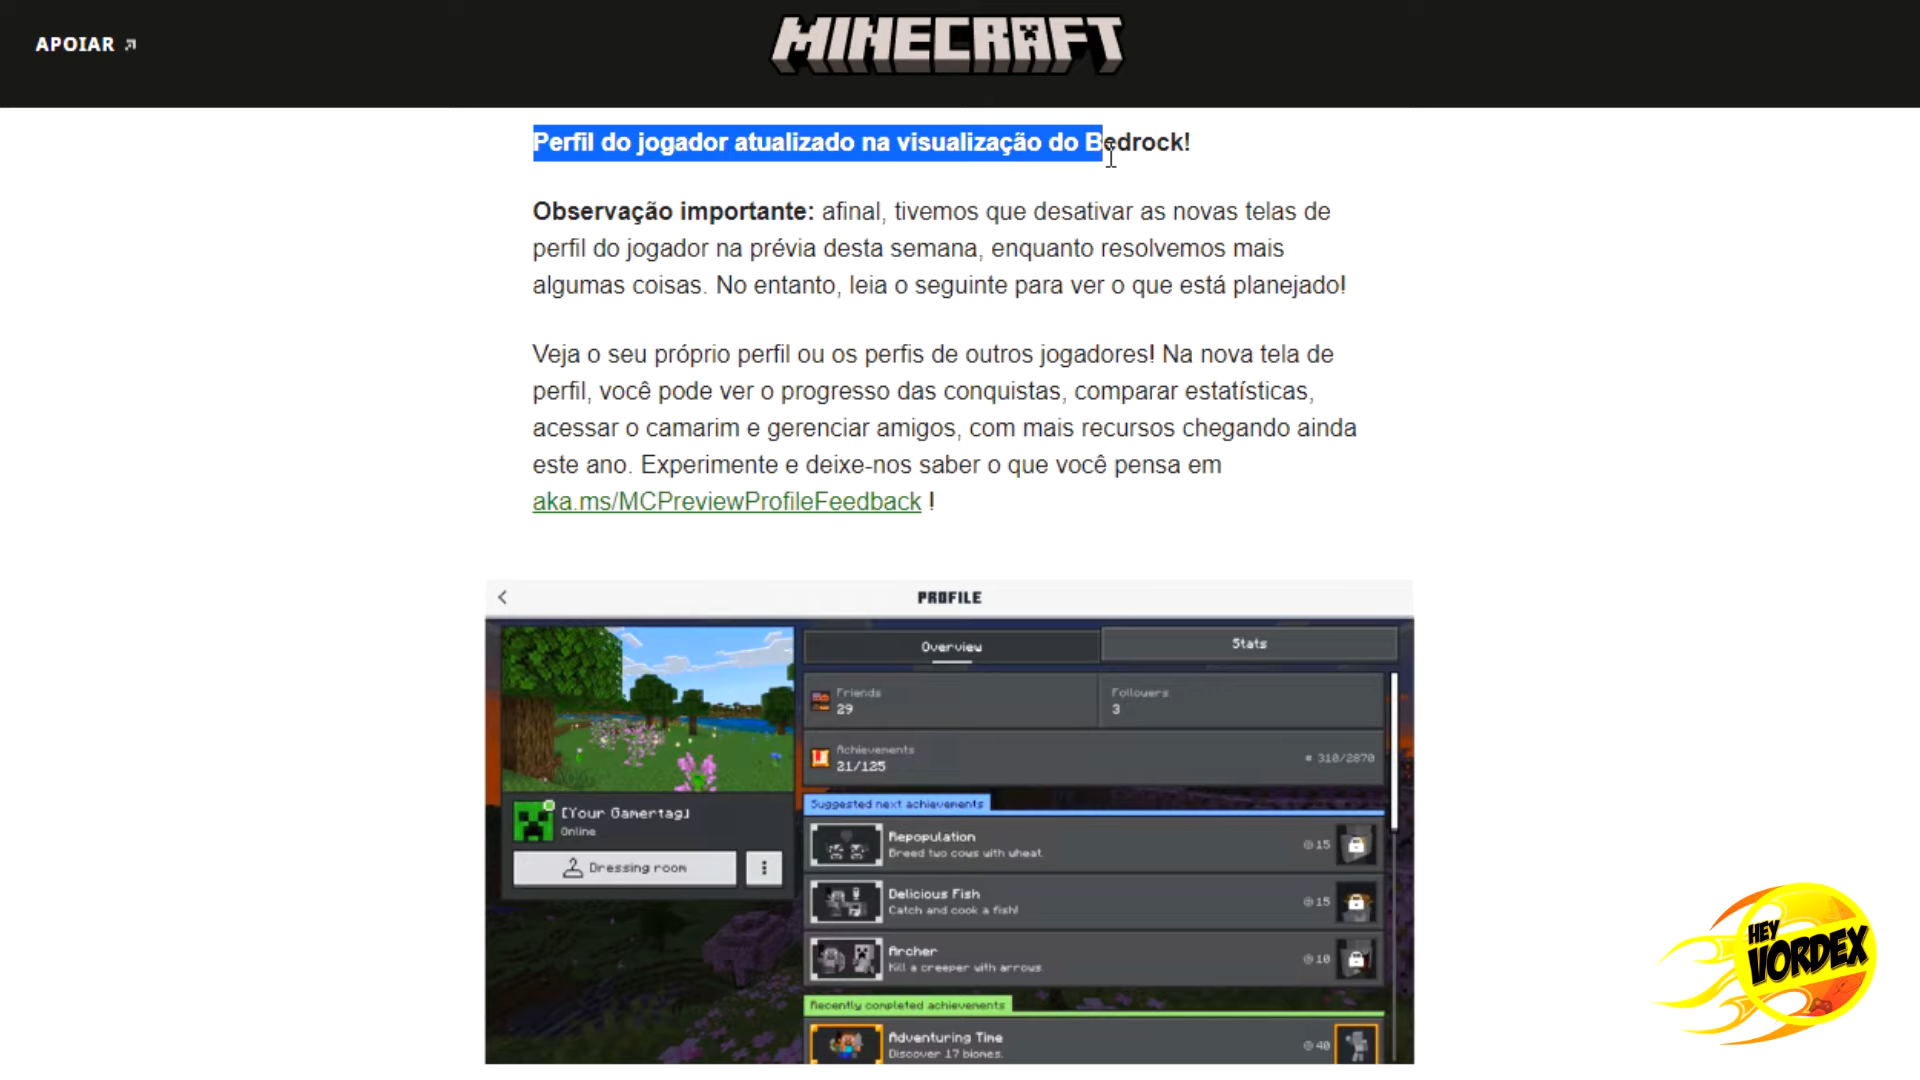 APOIAR
MINECRAFT
Perfil do jogador atualizado na visualização do Bedrock!
Observação importante: afinal, tivemos que desativar as novas telas de
perfil do jogador na prévia desta semana, enquanto resolvemos mais
algumas coisas. No entanto, leia o seguinte para ver o que está planejado!
Veja o seu próprio perfil ou os perfis de outros jogadores! Na nova tela de
perfil, você pode ver o progresso das conquistas, comparar estatísticas,
acessar o camarim e gerenciar amigos, com mais recursos chegando ainda
este ano. Experimente e deixe-nos saber o que você pensa em
aka.ms/MCPreviewProfileFeedback !
PROFILE
[Your Gamertag]
Online
Dressing room
Overview
Stats
Friends
29
Followers
3
Achievements
21/125
310/2870
Suggested next achievements
Repopulation
Breed two cows with wheat.
15
Delicious Fish
Catch and cook a fish!
15
Archer
Kill a creeper with arrows.
10
Recently completed achievements
Adventuring Time
Discover 17 biomes.
40
HEY
VORDEX